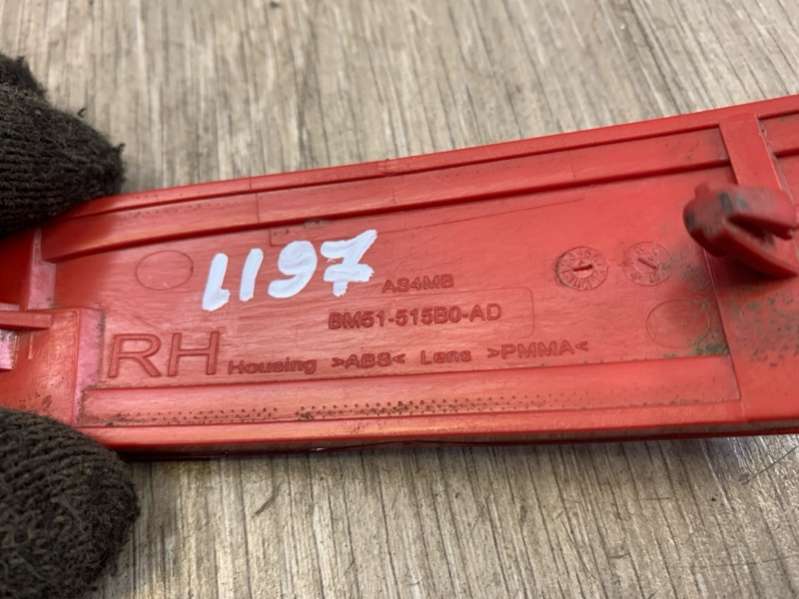 1197
AS4MB
BM51-515B0-AD
RH Housing >ABS< Lens >PMMA<